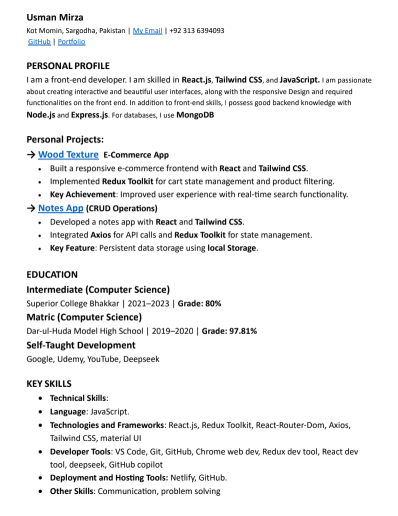 Usman Mirza
Kot Momin, Sargodha, Pakistan | My Email | +92 313 6394093
GitHub | Portfolio
PERSONAL PROFILE
I am a front-end developer. I am skilled in React.js, Tailwind CSS, and JavaScript. I am passionate
about creating interactive and beautiful user interfaces, along with the responsive Design and required
functionalities on the front end. In addition to front-end skills, I possess good backend knowledge with
Node.js and Express.js. For databases, I use MongoDB
Personal Projects:
→ Wood Texture E-Commerce App
• Built a responsive e-commerce frontend with React and Tailwind CSS.
• Implemented Redux Toolkit for cart state management and product filtering.
• Key Achievement: Improved user experience with real-time search functionality.
→ Notes App (CRUD Operations)
• Developed a notes app with React and Tailwind CSS.
• Integrated Axios for API calls and Redux Toolkit for state management.
• Key Feature: Persistent data storage using local Storage.
EDUCATION
Intermediate (Computer Science)
Superior College Bhakkar | 2021–2023 | Grade: 80%
Matric (Computer Science)
Dar-ul-Huda Model High School | 2019–2020 | Grade: 97.81%
Self-Taught Development
Google, Udemy, YouTube, Deepseek
KEY SKILLS
• Technical Skills:
• Language: JavaScript.
• Technologies and Frameworks: React.js, Redux Toolkit, React-Router-Dom, Axios,
Tailwind CSS, material UI
• Developer Tools: VS Code, Git, GitHub, Chrome web dev, Redux dev tool, React dev
tool, deepseek, GitHub copilot
• Deployment and Hosting Tools: Netlify, GitHub.
• Other Skills: Communication, problem solving